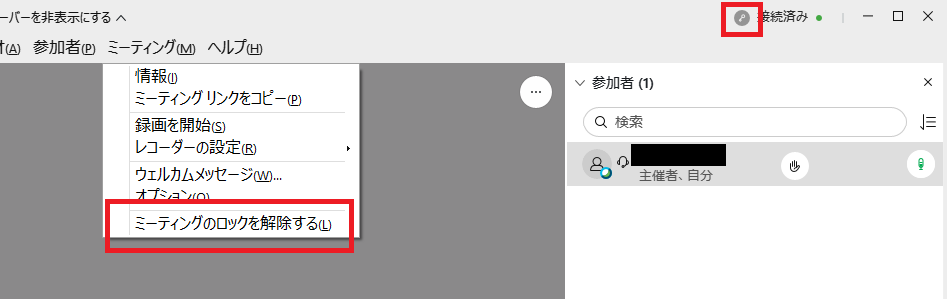 ーバーを非表示にする
接続済み
オ(A) 参加者(P) ミーティング(M) ヘルプ(H)
情報(I)
ミーティング リンクをコピー(P)
録画を開始(S)
レコーダーの設定(R)
ウェルカムメッセージ(W)...
オプション(O)
ミーティングのロックを解除する(L)
参加者 (1)
検索
主催者、自分